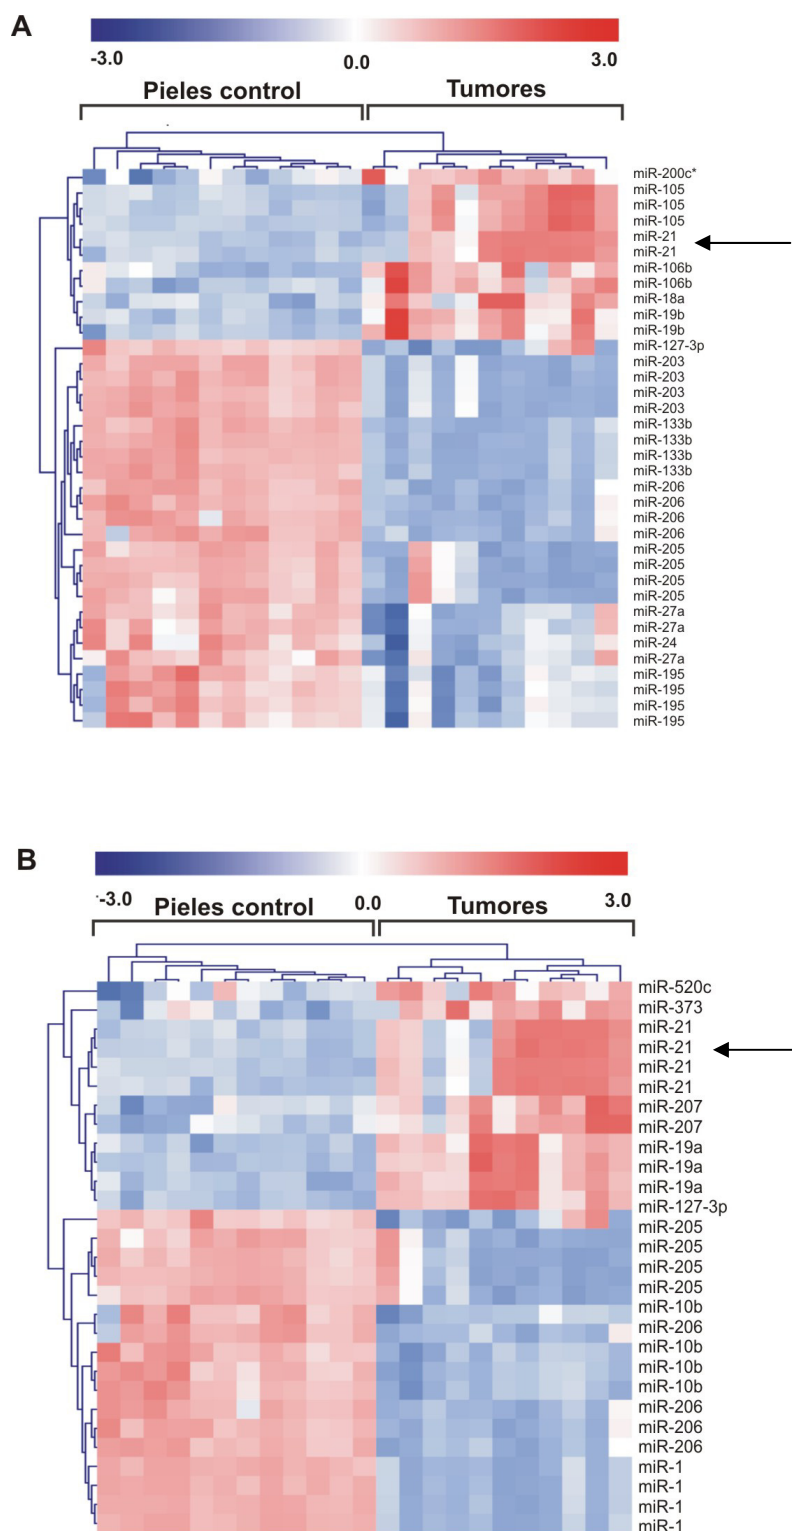 A
-3.0 0.0 3.0
Pieles control Tumores
miR-200c*
miR-105
miR-105
miR-105
miR-21
miR-21
miR-106b
miR-106b
miR-18a
miR-19b
miR-19b
miR-127-3p
miR-203
miR-203
miR-203
miR-203
miR-133b
miR-133b
miR-133b
miR-133b
miR-206
miR-206
miR-206
miR-206
miR-205
miR-205
miR-205
miR-205
miR-27a
miR-27a
miR-24
miR-27a
miR-195
miR-195
miR-195
miR-195
B
-3.0 0.0 3.0
Pieles control Tumores
miR-520c
miR-373
miR-21
miR-21
miR-21
miR-21
miR-207
miR-207
miR-19a
miR-19a
miR-19a
miR-127-3p
miR-205
miR-205
miR-205
miR-205
miR-10b
miR-206
miR-10b
miR-10b
miR-10b
miR-206
miR-206
miR-206
miR-1
miR-1
miR-1
miR-1